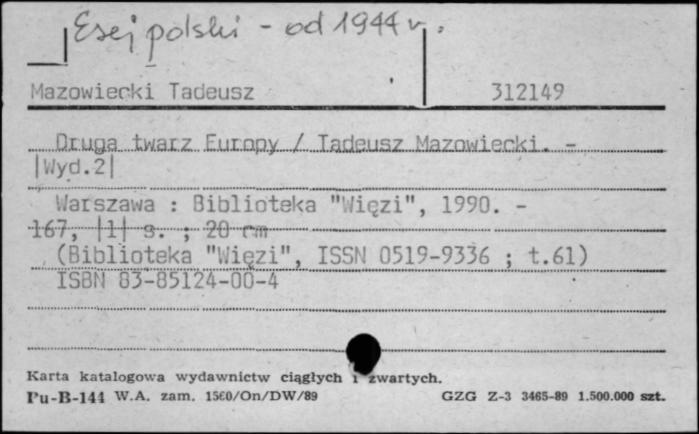 Esej polski - od 1944 r.
Mazowiecki Tadeusz 312149
Druga twarz Europy / Tadeusz Mazowiecki. -
|Wyd.2|
Warszawa : Biblioteka "Więzi", 1990. -
167, |1| s. ; 20 cm
(Biblioteka "Więzi", ISSN 0519-9336 ; t.61)
ISBN 83-85124-00-4
Karta katalogowa wydawnictw ciągłych i zwartych.
Pu-B-144 W.A. zam. 1560/On/DW/89 GZG Z-3 3465-89 1.500.000 szt.